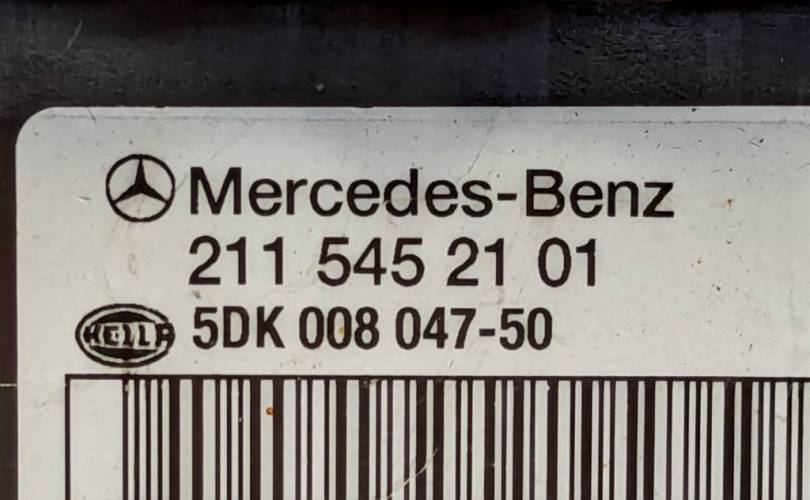 Mercedes-Benz
211 545 21 01
HELLA 5DK 008 047-50